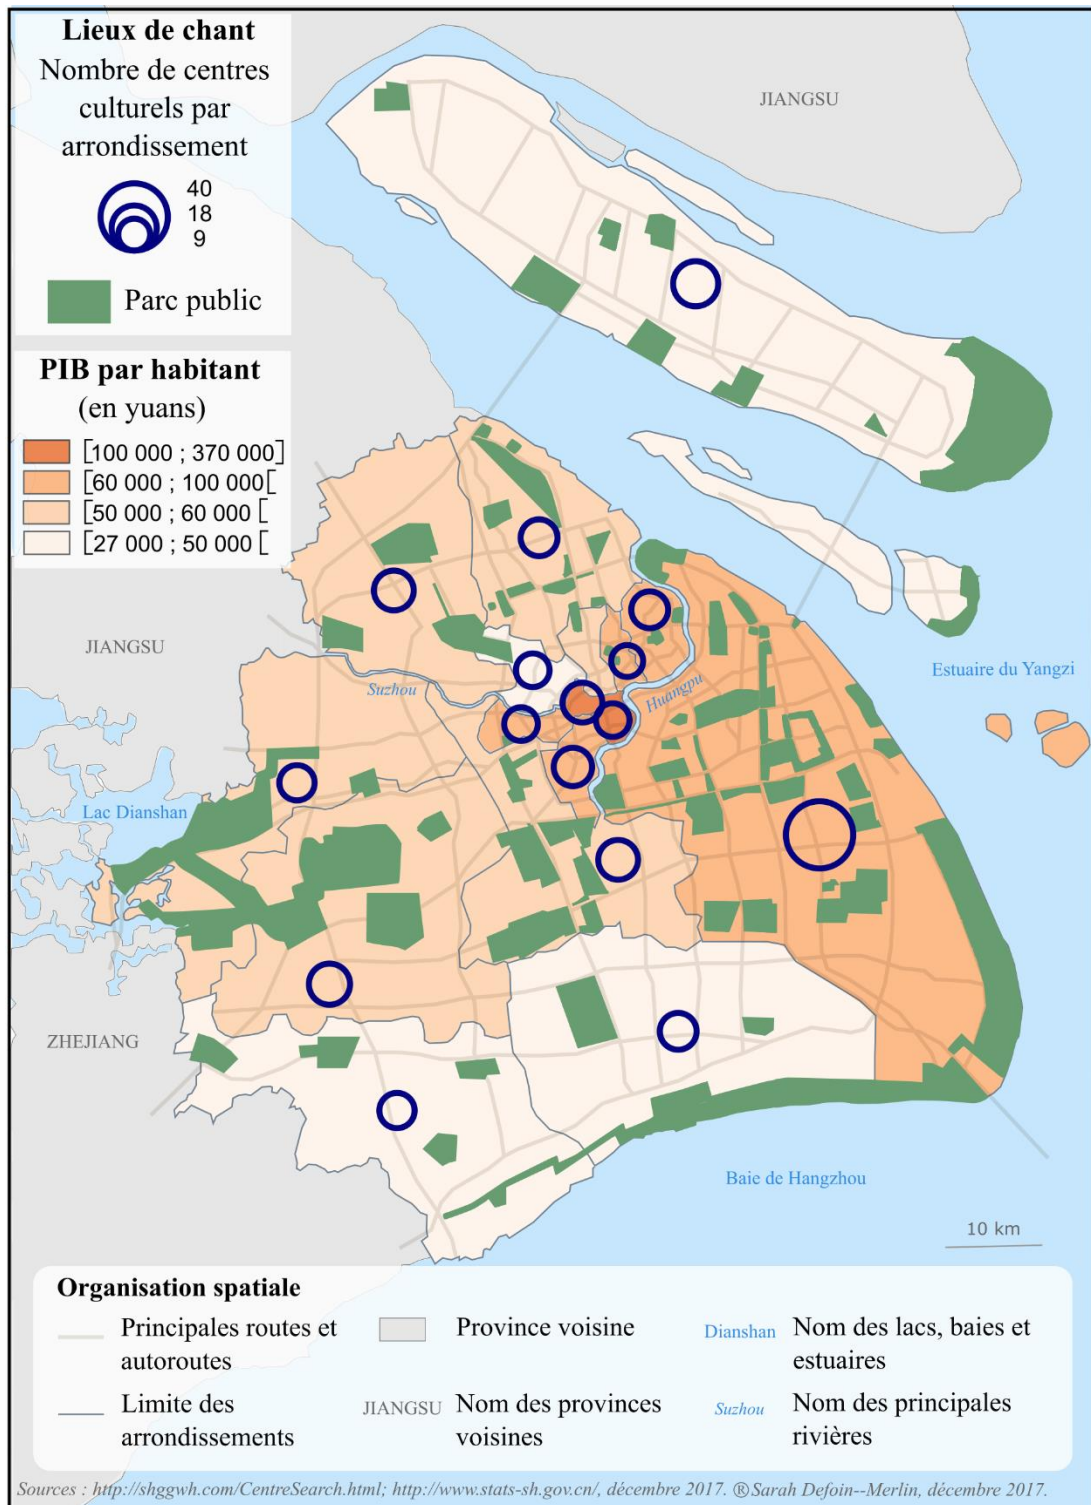 Lieux de chant
Nombre de centres
culturels par
arrondissement
40
18
9
Parc public
PIB par habitant
(en yuans)
[100 000 ; 370 000]
[60 000 ; 100 000[
[50 000 ; 60 000 [
[27 000 ; 50 000 [
JIANGSU
JIANGSU
Suzhou
Huangpu
Estuaire du Yangzi
Lac Dianshan
ZHEJIANG
Baie de Hangzhou
10 km
Organisation spatiale
Principales routes et
autoroutes
Limite des
arrondissements
Province voisine
JIANGSU
Nom des provinces
voisines
Dianshan
Nom des lacs, baies et
estuaires
Suzhou
Nom des principales
rivières
Sources : http://shggwh.com/CentreSearch.html; http://www.stats-sh.gov.cn/, décembre 2017. ®Sarah Defoin--Merlin, décembre 2017.